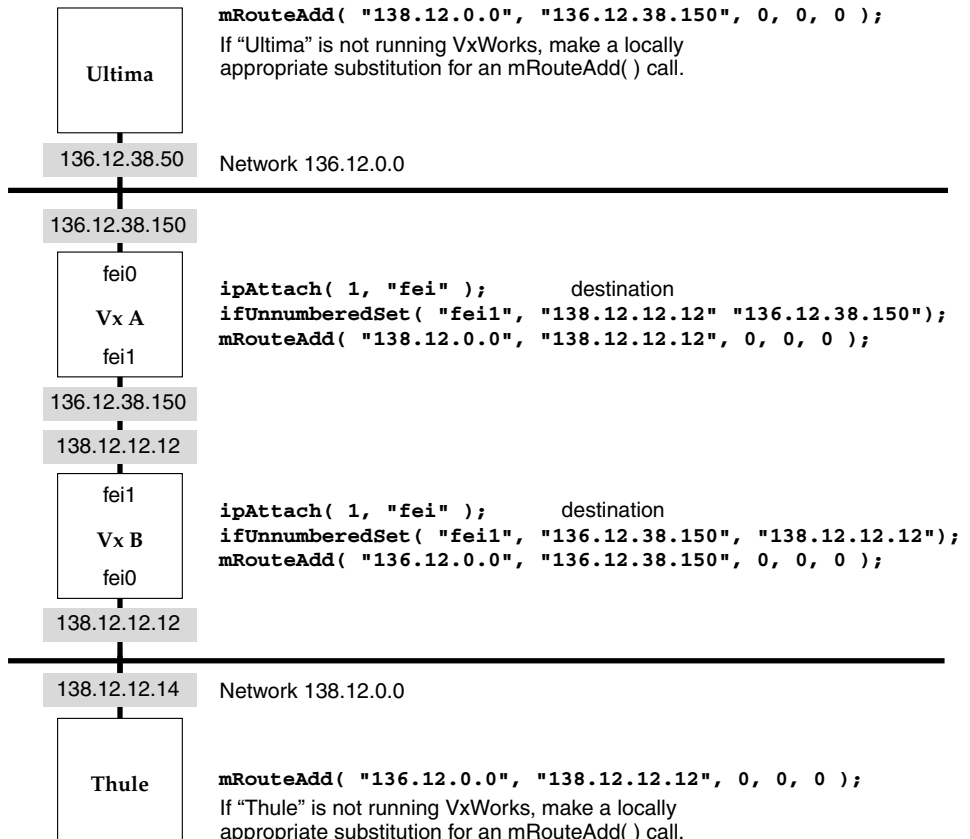 mRouteAdd( "138.12.0.0", "136.12.38.150", 0, 0, 0 );
If “Ultima” is not running VxWorks, make a locally
appropriate substitution for an mRouteAdd( ) call.
Ultima
136.12.38.50
Network 136.12.0.0
136.12.38.150
fei0
Vx A
fei1
ipAttach( 1, "fei" ); destination
ifUnnumberedSet( "fei1", "138.12.12.12" "136.12.38.150");
mRouteAdd( "138.12.0.0", "138.12.12.12", 0, 0, 0 );
136.12.38.150
138.12.12.12
fei1
Vx B
fei0
ipAttach( 1, "fei" ); destination
ifUnnumberedSet( "fei1", "136.12.38.150", "138.12.12.12");
mRouteAdd( "136.12.0.0", "136.12.38.150", 0, 0, 0 );
138.12.12.12
138.12.12.14
Network 138.12.0.0
Thule
mRouteAdd( "136.12.0.0", "138.12.12.12", 0, 0, 0 );
If “Thule” is not running VxWorks, make a locally
appropriate substitution for an mRouteAdd( ) call.